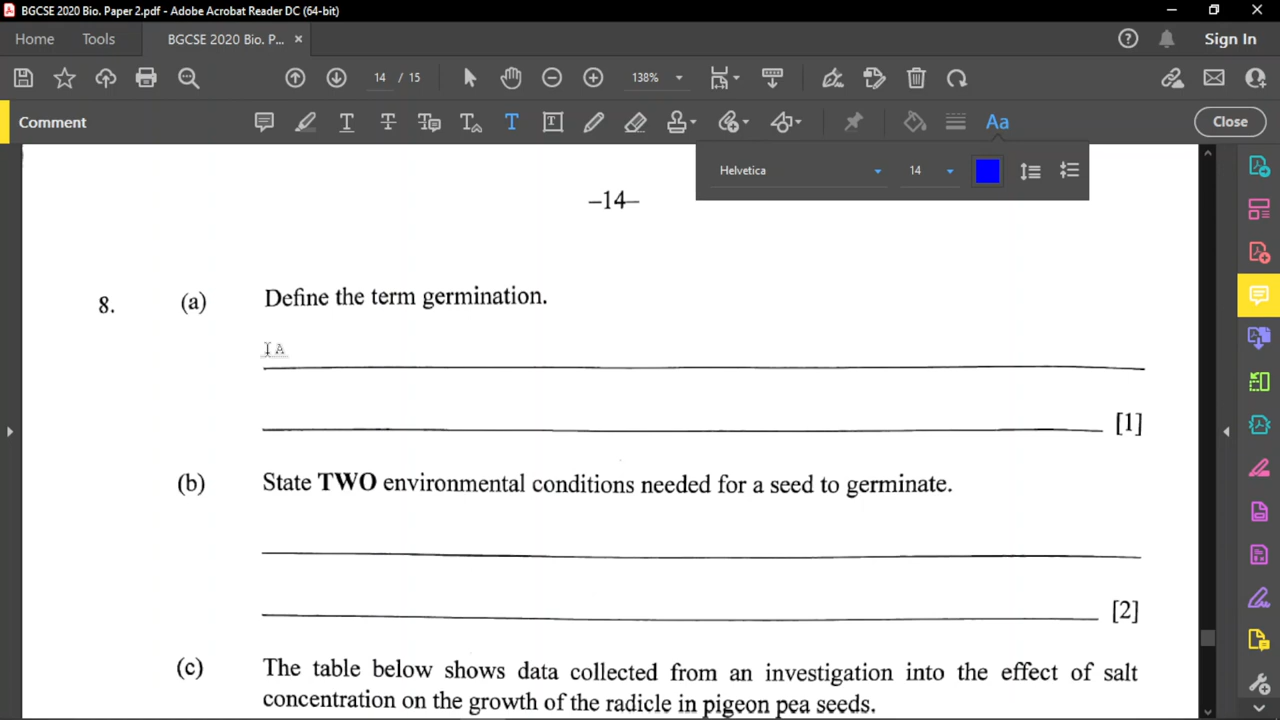 BGCSE 2020 Bio. Paper 2.pdf - Adobe Acrobat Reader DC (64-bit)
Home Tools BGCSE 2020 Bio. P... × Sign In
14 / 15 138%
Comment Close
Helvetica 14
–14–
8. (a) Define the term germination.
[1]
(b) State TWO environmental conditions needed for a seed to germinate.
[2]
(c) The table below shows data collected from an investigation into the effect of salt
concentration on the growth of the radicle in pigeon pea seeds.